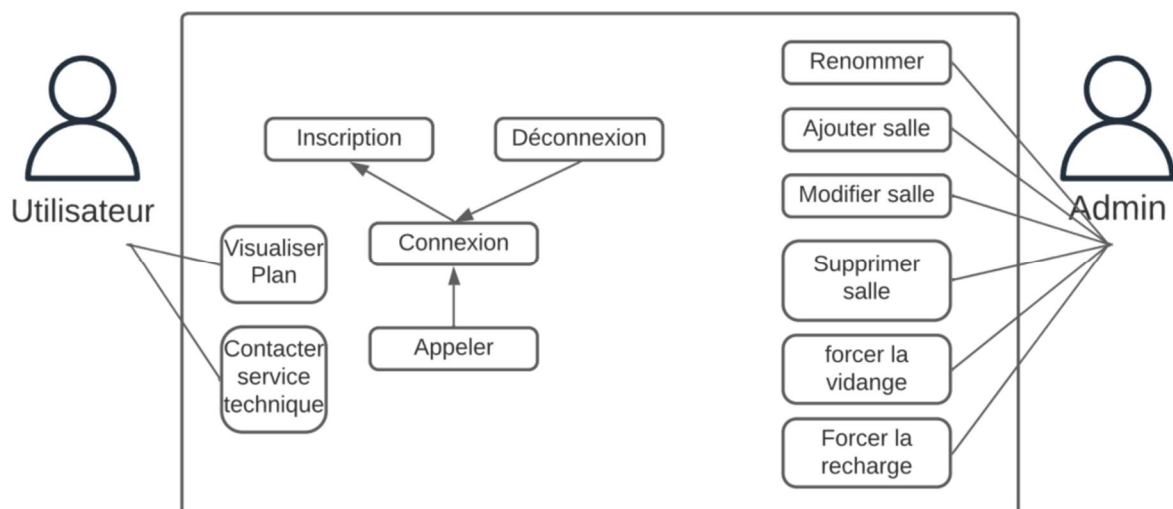 Renommer
Inscription
Déconnexion
Ajouter salle
Utilisateur
Modifier salle
Admin
Visualiser
Plan
Connexion
Supprimer
salle
Contacter
service
technique
Appeler
forcer la
vidange
Forcer la
recharge